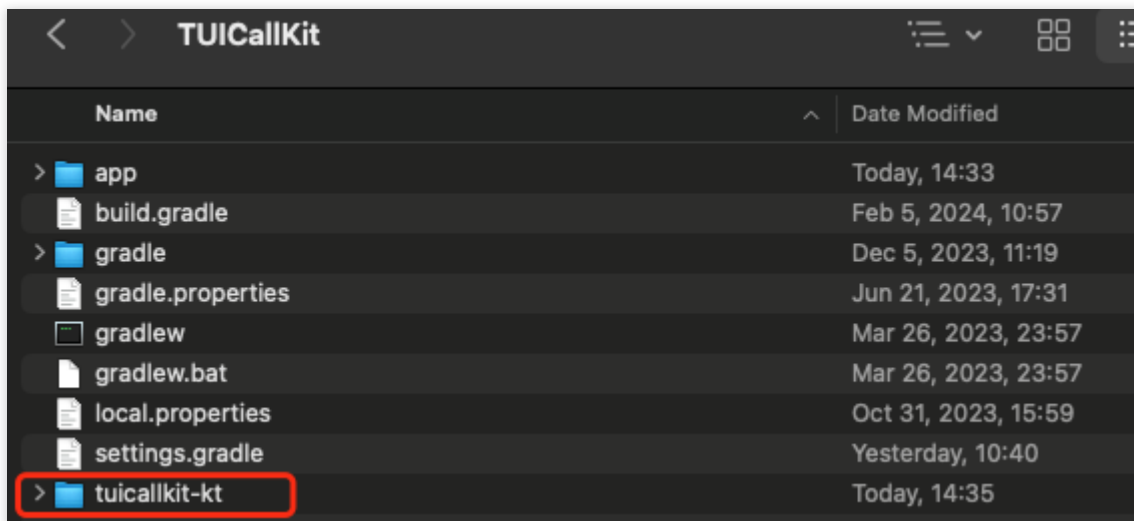 TUICallKit
Name Date Modified
app Today, 14:33
build.gradle Feb 5, 2024, 10:57
gradle Dec 5, 2023, 11:19
gradle.properties Jun 21, 2023, 17:31
gradlew Mar 26, 2023, 23:57
gradlew.bat Mar 26, 2023, 23:57
local.properties Oct 31, 2023, 15:59
settings.gradle Yesterday, 10:40
tuicallkit-kt Today, 14:35